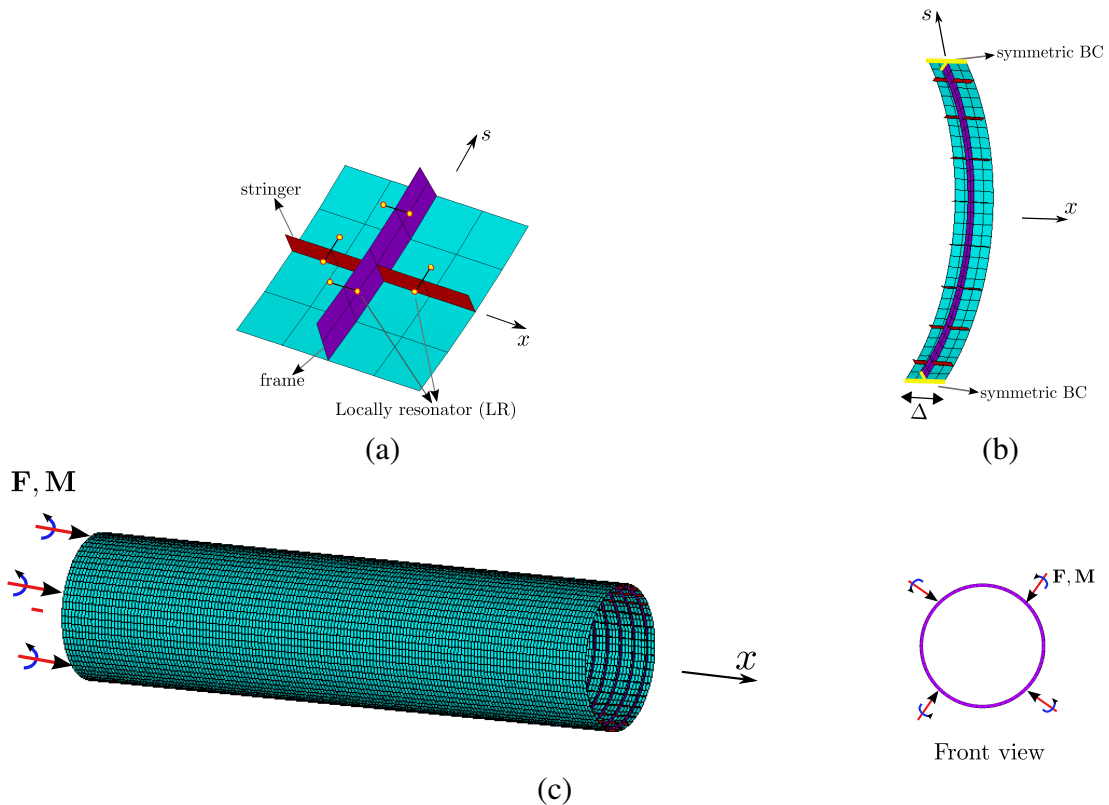 s
stringer
x
frame
Locally resonator (LR)
(a)
s
symmetric BC
x
symmetric BC
Δ
(b)
F, M
x
F, M
Front view
(c)